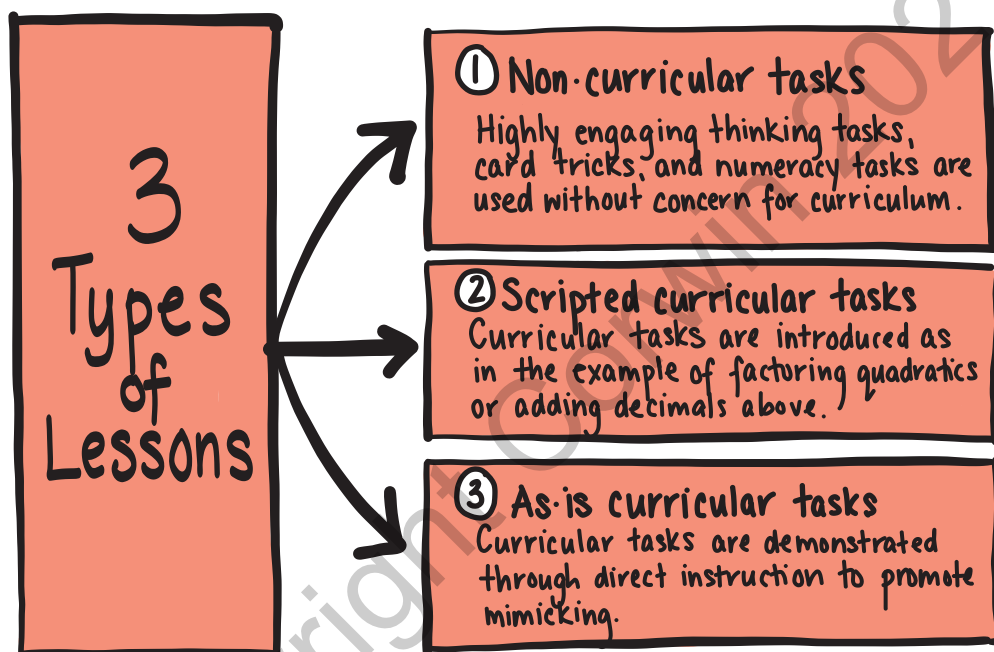 3
Types
of
Lessons
1 Non-curricular tasks
Highly engaging thinking tasks,
card tricks, and numeracy tasks are
used without concern for curriculum.
2 Scripted curricular tasks
Curricular tasks are introduced as
in the example of factoring quadratics
or adding decimals above.
3 As-is curricular tasks
Curricular tasks are demonstrated
through direct instruction to promote
mimicking.
right Corwin 202